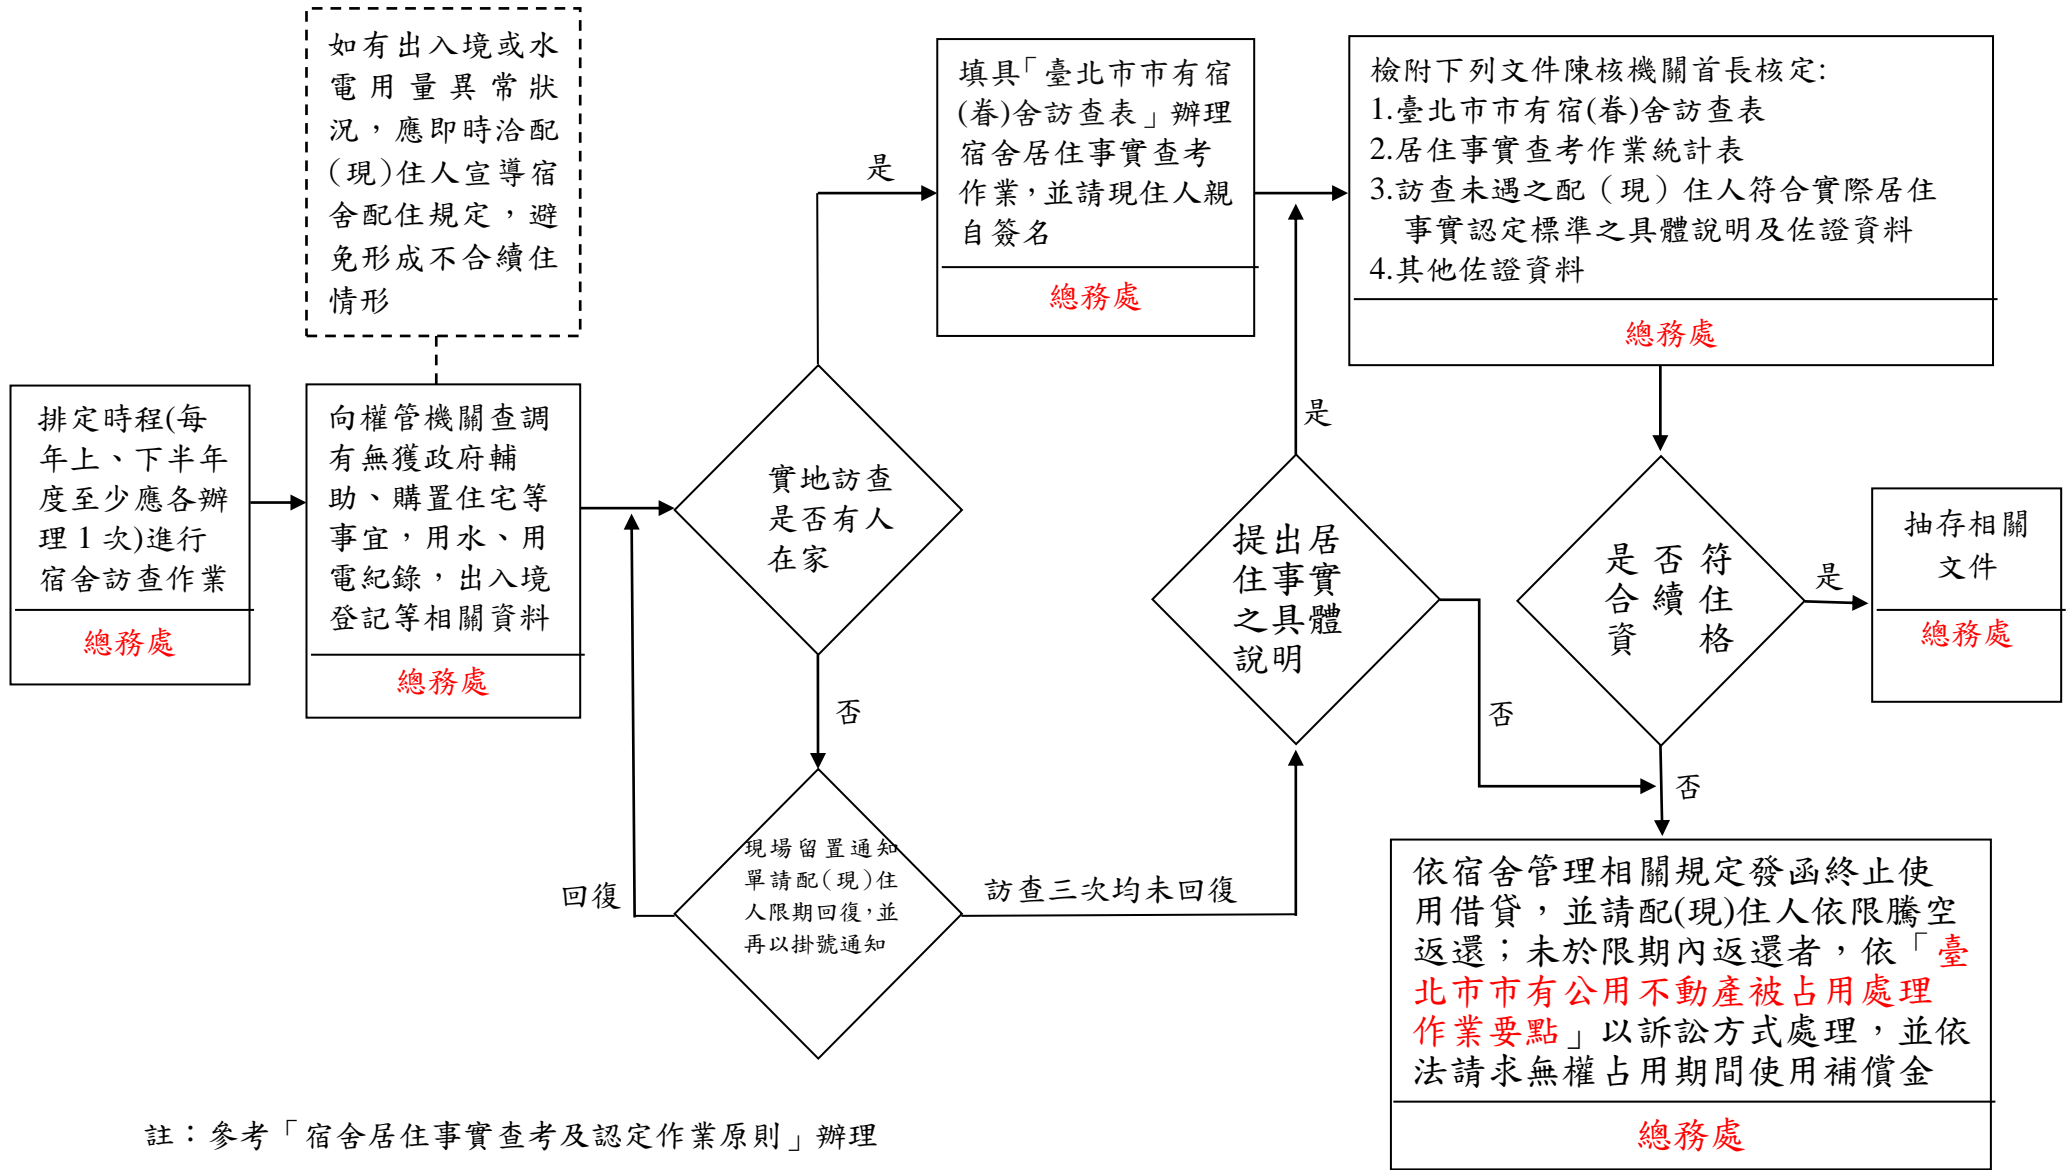 如有出入境或水
電用量異常狀
況，應即時洽配
(現)住人宣導宿
舍配住規定，避
免形成不合續住
情形
排定時程(每
年上、下半年
度至少應各辦
理1次)進行
宿舍訪查作業
總務處
向權管機關查調
有無獲政府輔
助、購置住宅等
事宜，用水、用
電紀錄，出入境
登記等相關資料
總務處
實地訪查
是否有人
在家
是
否
現場留置通知
單請配(現)住
人限期回復，並
再以掛號通知
回復
訪查三次均未回復
填具「臺北市市有宿
(眷)舍訪查表」辦理
宿舍居住事實查考
作業，並請現住人親
自簽名
總務處
提出居
住事實
之具體
說明
是
否
檢附下列文件陳核機關首長核定:
1.臺北市市有宿(眷)舍訪查表
2.居住事實查考作業統計表
3.訪查未遇之配（現）住人符合實際居住
事實認定標準之具體說明及佐證資料
4.其他佐證資料
總務處
是否符
合續住
資格
是
否
抽存相關
文件
總務處
依宿舍管理相關規定發函終止使
用借貸，並請配(現)住人依限騰空
返還；未於限期內返還者，依「臺
北市市有公用不動產被占用處理
作業要點」以訴訟方式處理，並依
法請求無權占用期間使用補償金
總務處
註：參考「宿舍居住事實查考及認定作業原則」辦理